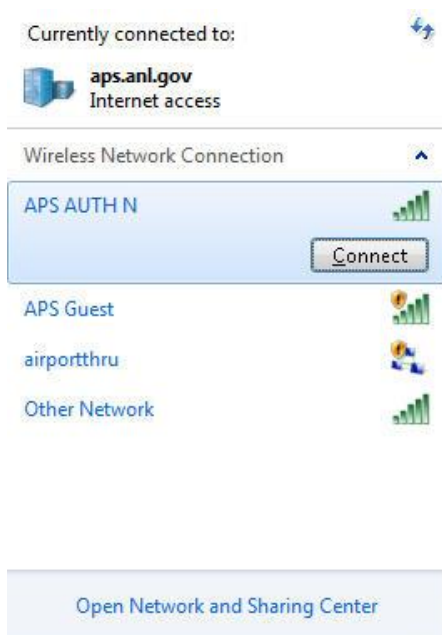 Currently connected to:
aps.anl.gov
Internet access
Wireless Network Connection
APS AUTH N
Connect
APS Guest
airportthru
Other Network
Open Network and Sharing Center